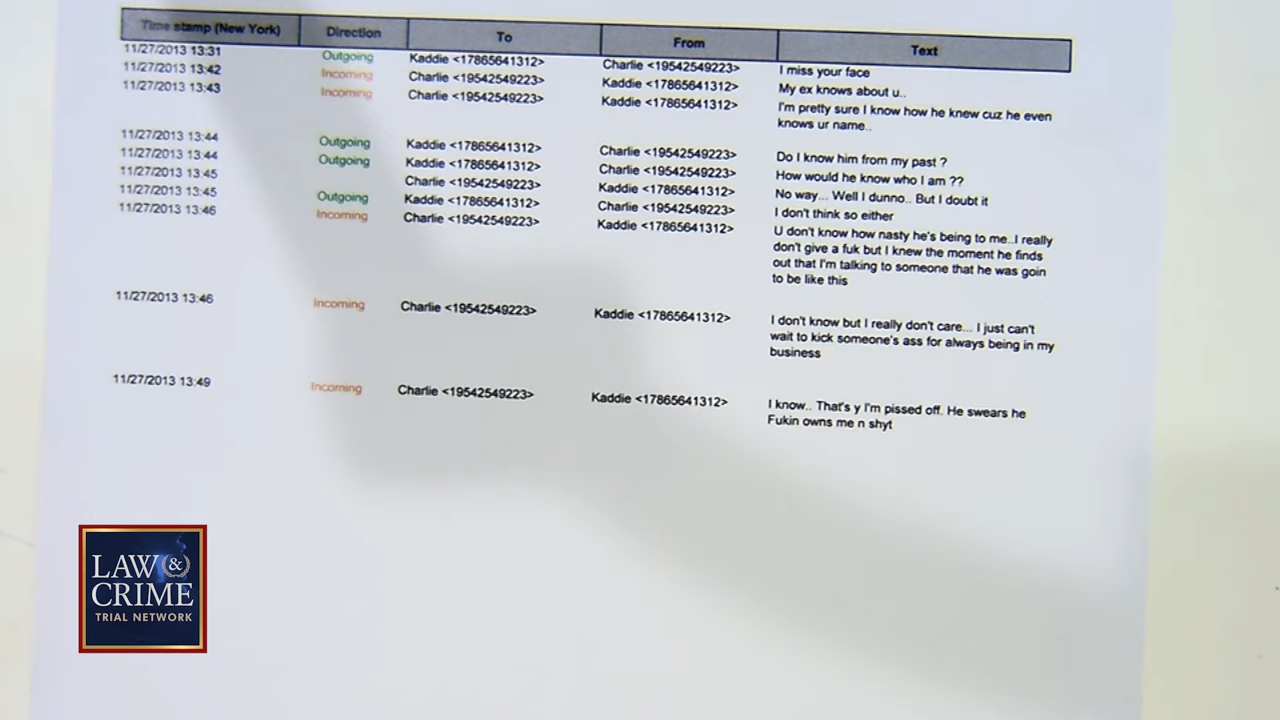 Time stamp (New York) Direction To From Text
11/27/2013 13:31 Outgoing Kaddie <17865641312> Charlie <19542549223> I miss your face
11/27/2013 13:42 Incoming Charlie <19542549223> Kaddie <17865641312> My ex knows about u..
11/27/2013 13:43 Incoming Charlie <19542549223> Kaddie <17865641312> I'm pretty sure I know how he knew cuz he even
knows ur name..
11/27/2013 13:44 Outgoing Kaddie <17865641312> Charlie <19542549223> Do I know him from my past ?
11/27/2013 13:44 Outgoing Kaddie <17865641312> Charlie <19542549223> How would he know who I am ??
11/27/2013 13:45 Charlie <19542549223> Kaddie <17865641312> No way... Well I dunno.. But I doubt it
11/27/2013 13:45 Outgoing Kaddie <17865641312> Charlie <19542549223> I don't think so either
11/27/2013 13:46 Incoming Charlie <19542549223> Kaddie <17865641312> U don't know how nasty he's being to me..I really
don't give a fuk but I knew the moment he finds
out that I'm talking to someone that he was goin
to be like this
11/27/2013 13:46 Incoming Charlie <19542549223> Kaddie <17865641312> I don't know but I really don't care... I just can't
wait to kick someone's ass for always being in my
business
11/27/2013 13:49 Incoming Charlie <19542549223> Kaddie <17865641312> I know.. That's y I'm pissed off. He swears he
Fukin owns me n shyt
LAW &
CRIME
TRIAL NETWORK